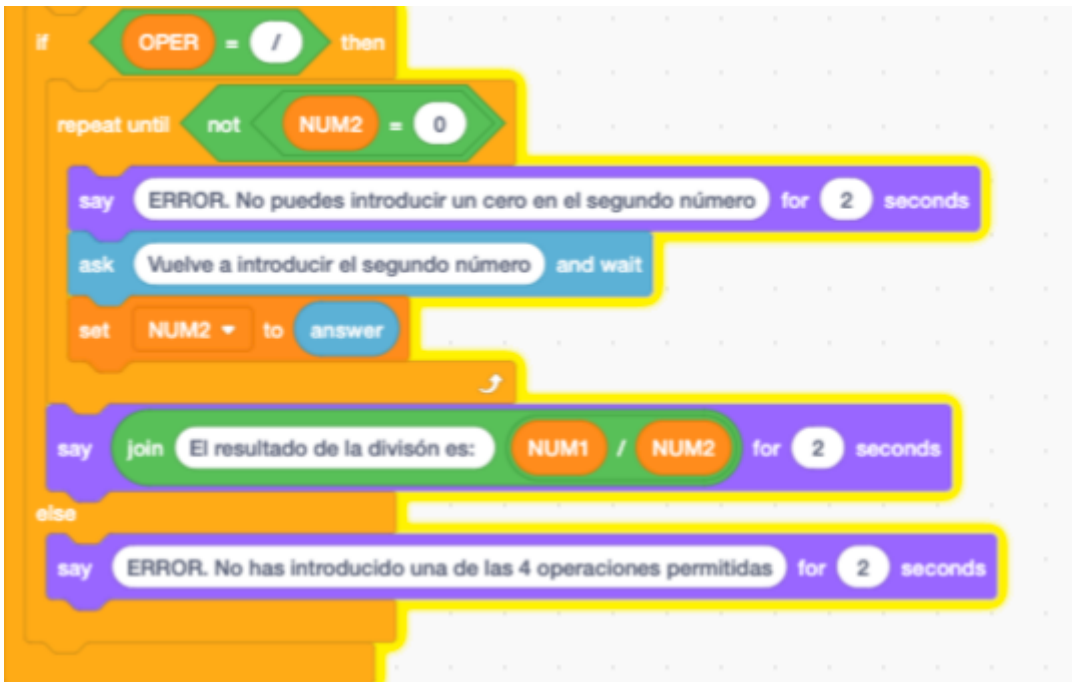 if OPER = / then
repeat until not NUM2 = 0
say ERROR. No puedes introducir un cero en el segundo número for 2 seconds
ask Vuelve a introducir el segundo número and wait
set NUM2 to answer
say join El resultado de la divisón es: NUM1 / NUM2 for 2 seconds
else
say ERROR. No has introducido una de las 4 operaciones permitidas for 2 seconds